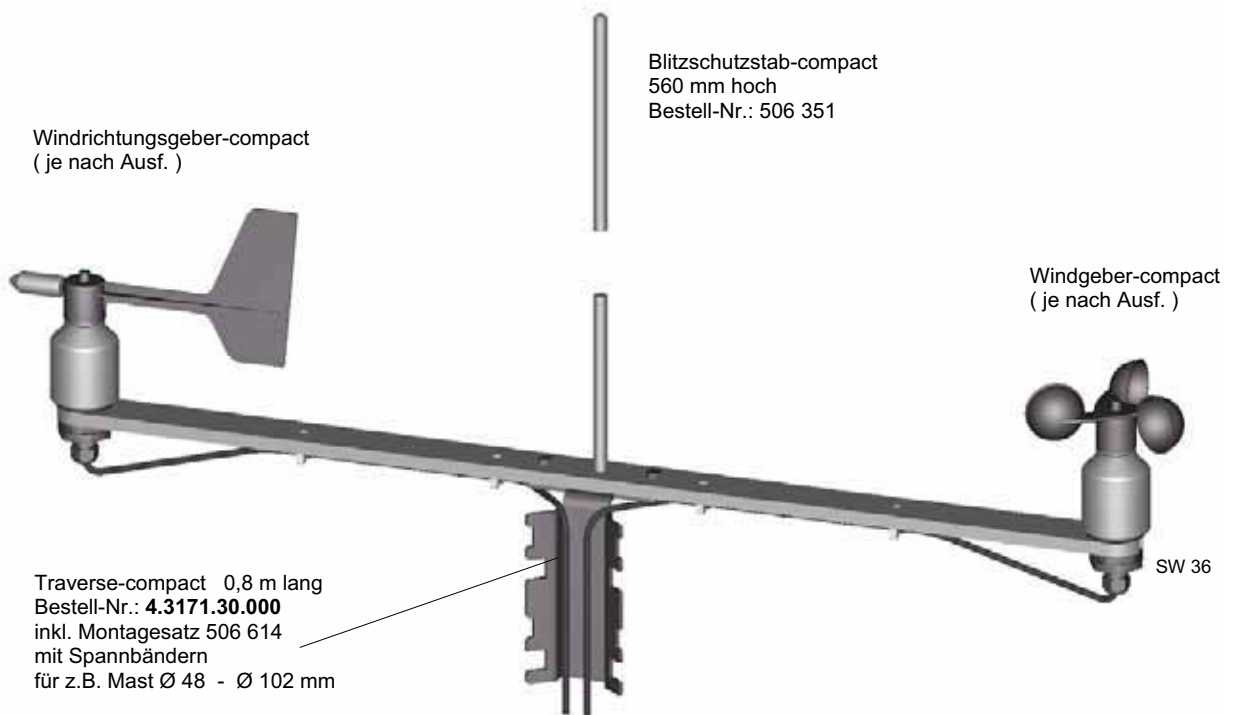 Blitzschutzstab-compact
560 mm hoch
Bestell-Nr.: 506 351
Windrichtungsgeber-compact
( je nach Ausf. )
Windgeber-compact
( je nach Ausf. )
SW 36
Traverse-compact 0,8 m lang
Bestell-Nr.: 4.3171.30.000
inkl. Montagesatz 506 614
mit Spannbändern
für z.B. Mast Ø 48 - Ø 102 mm